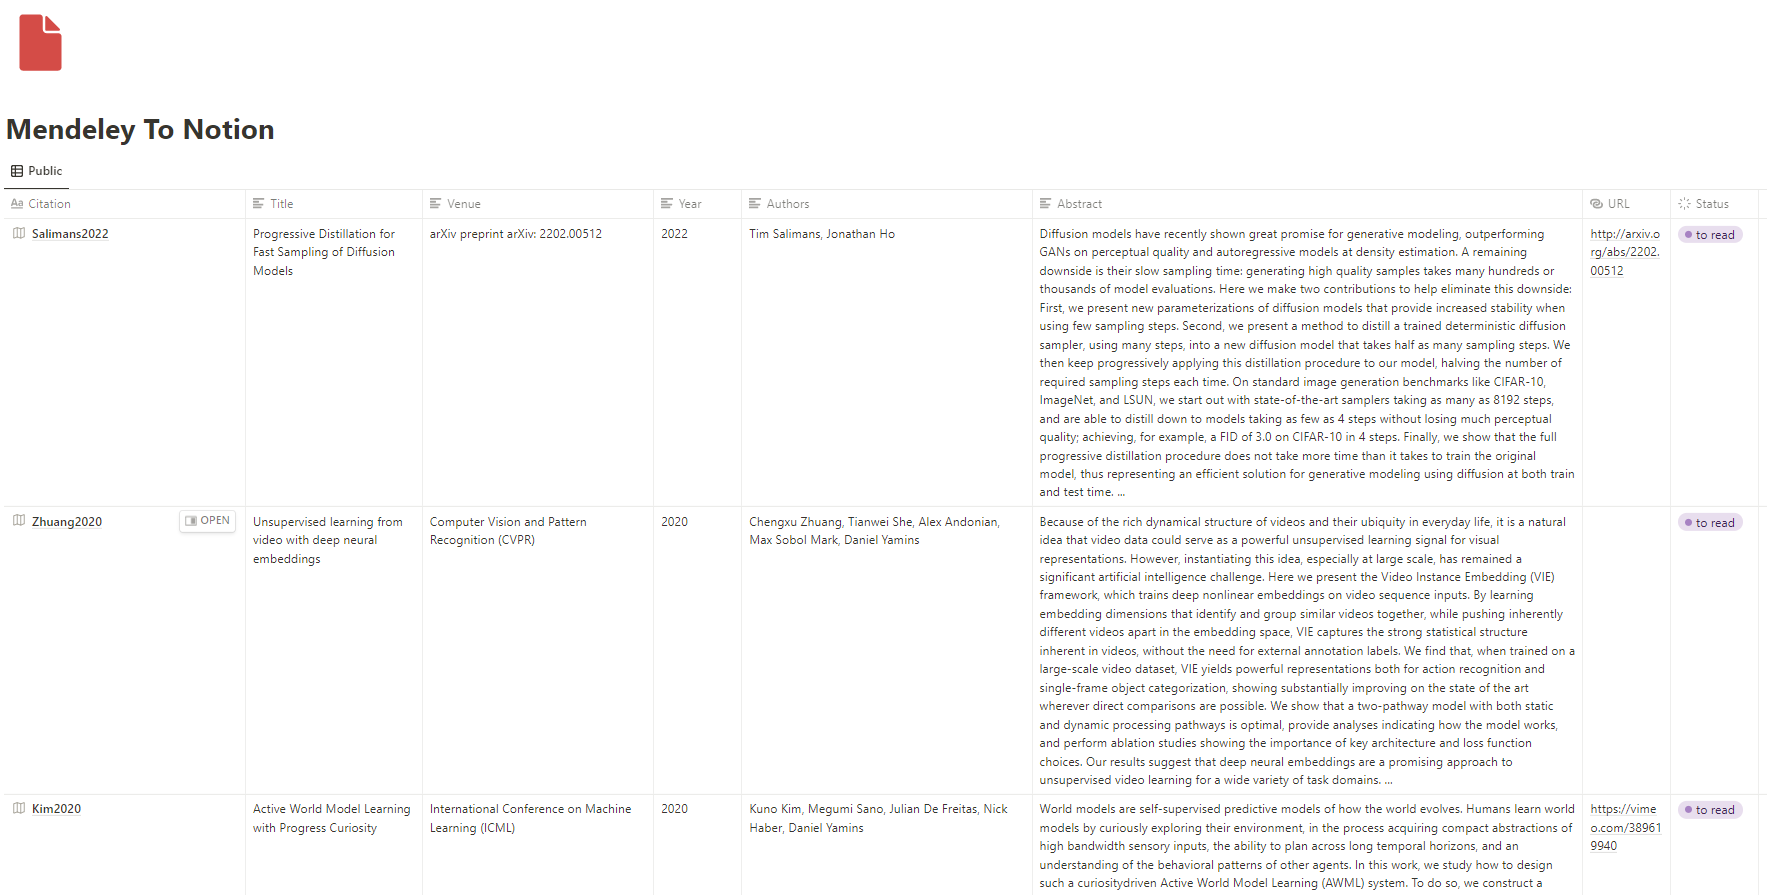 Mendeley To Notion
Public
Aa Citation
Title
Venue
Year
Authors
Abstract
URL
Status
Salimans2022
Progressive Distillation for
Fast Sampling of Diffusion
Models
arXiv preprint arXiv: 2202.00512
2022
Tim Salimans, Jonathan Ho
Diffusion models have recently shown great promise for generative modeling, outperforming
GANs on perceptual quality and autoregressive models at density estimation. A remaining
downside is their slow sampling time: generating high quality samples takes many hundreds or
thousands of model evaluations. Here we make two contributions to help eliminate this downside:
First, we present new parameterizations of diffusion models that provide increased stability when
using few sampling steps. Second, we present a method to distill a trained deterministic diffusion
sampler, using many steps, into a new diffusion model that takes half as many sampling steps. We
then keep progressively applying this distillation procedure to our model, halving the number of
required sampling steps each time. On standard image generation benchmarks like CIFAR-10,
ImageNet, and LSUN, we start out with state-of-the-art samplers taking as many as 8192 steps,
and are able to distill down to models taking as few as 4 steps without losing much perceptual
quality; achieving, for example, a FID of 3.0 on CIFAR-10 in 4 steps. Finally, we show that the full
progressive distillation procedure does not take more time than it takes to train the original
model, thus representing an efficient solution for generative modeling using diffusion at both train
and test time. ...
http://arxiv.o
rg/abs/2202.
00512
to read
Zhuang2020
OPEN
Unsupervised learning from
video with deep neural
embeddings
Computer Vision and Pattern
Recognition (CVPR)
2020
Chengxu Zhuang, Tianwei She, Alex Andonian,
Max Sobol Mark, Daniel Yamins
Because of the rich dynamical structure of videos and their ubiquity in everyday life, it is a natural
idea that video data could serve as a powerful unsupervised learning signal for visual
representations. However, instantiating this idea, especially at large scale, has remained a
significant artificial intelligence challenge. Here we present the Video Instance Embedding (VIE)
framework, which trains deep nonlinear embeddings on video sequence inputs. By learning
embedding dimensions that identify and group similar videos together, while pushing inherently
different videos apart in the embedding space, VIE captures the strong statistical structure
inherent in videos, without the need for external annotation labels. We find that, when trained on a
large-scale video dataset, VIE yields powerful representations both for action recognition and
single-frame object categorization, showing substantially improving on the state of the art
wherever direct comparisons are possible. We show that a two-pathway model with both static
and dynamic processing pathways is optimal, provide analyses indicating how the model works,
and perform ablation studies showing the importance of key architecture and loss function
choices. Our results suggest that deep neural embeddings are a promising approach to
unsupervised video learning for a wide variety of task domains. ...
to read
Kim2020
Active World Model Learning
with Progress Curiosity
International Conference on Machine
Learning (ICML)
2020
Kuno Kim, Megumi Sano, Julian De Freitas, Nick
Haber, Daniel Yamins
World models are self-supervised predictive models of how the world evolves. Humans learn world
models by curiously exploring their environment, in the process acquiring compact abstractions of
high bandwidth sensory inputs, the ability to plan across long temporal horizons, and an
understanding of the behavioral patterns of other agents. In this work, we study how to design
such a curiositydriven Active World Model Learning (AWML) system. To do so, we construct a
https://vime
o.com/38961
9940
to read